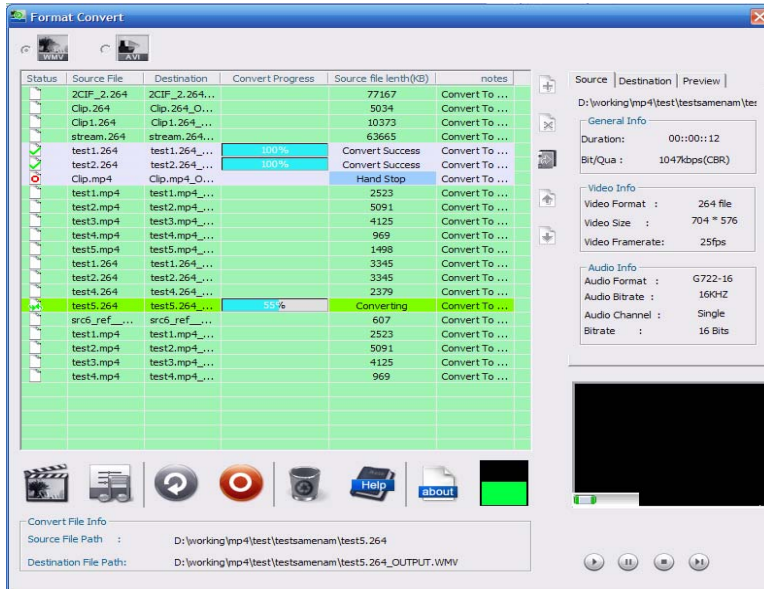 Format Convert
WMV AVI
Status Source File Destination Convert Progress Source file lenth(KB) notes
2CIF_2.264 2CIF_2.264... 77167 Convert To ...
Clip.264 Clip.264_O... 5034 Convert To ...
Clip1.264 Clip1.264_... 10373 Convert To ...
stream.264 stream.264... 63665 Convert To ...
test1.264 test1.264_... 100% Convert Success Convert To ...
test2.264 test2.264_... 100% Convert Success Convert To ...
Clip.mp4 Clip.mp4_O... Hand Stop Convert To ...
test1.mp4 test1.mp4_... 2523 Convert To ...
test2.mp4 test2.mp4_... 5091 Convert To ...
test3.mp4 test3.mp4_... 4125 Convert To ...
test4.mp4 test4.mp4_... 969 Convert To ...
test5.mp4 test5.mp4_... 1498 Convert To ...
test1.264 test1.264_... 3345 Convert To ...
test2.264 test2.264_... 3345 Convert To ...
test4.264 test4.264_... 2379 Convert To ...
test5.264 test5.264_... 55% Converting Convert To ...
src6_ref__... src6_ref__... 607 Convert To ...
test1.mp4 test1.mp4_... 2523 Convert To ...
test2.mp4 test2.mp4_... 5091 Convert To ...
test3.mp4 test3.mp4_... 4125 Convert To ...
test4.mp4 test4.mp4_... 969 Convert To ...
Help about
Convert File Info
Source File Path : D:\working\mp4\test\testsamenam\test5.264
Destination File Path: D:\working\mp4\test\testsamenam\test5.264_OUTPUT.WMV
Source Destination Preview
D:\working\mp4\test\testsamenam\tes
General Info
Duration: 00::00::12
Bit/Qua : 1047kbps(CBR)
Video Info
Video Format : 264 file
Video Size : 704 * 576
Video Framerate: 25fps
Audio Info
Audio Format : G722-16
Audio Bitrate : 16KHZ
Audio Channel : Single
Bitrate : 16 Bits